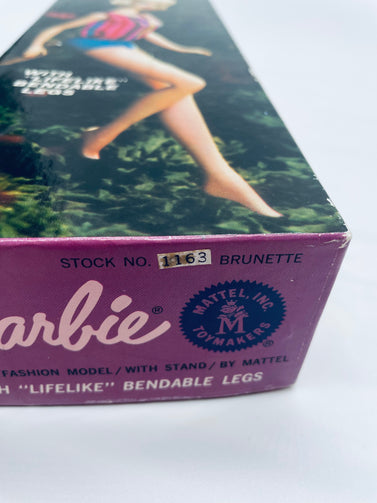 WITH
"LIFELIKE"
BENDABLE
LEGS
STOCK NO. 1163 BRUNETTE
arbie®
MATTEL, INC.
TOYMAKERS
M
FASHION MODEL/WITH STAND/BY MATTEL
H "LIFELIKE" BENDABLE LEGS